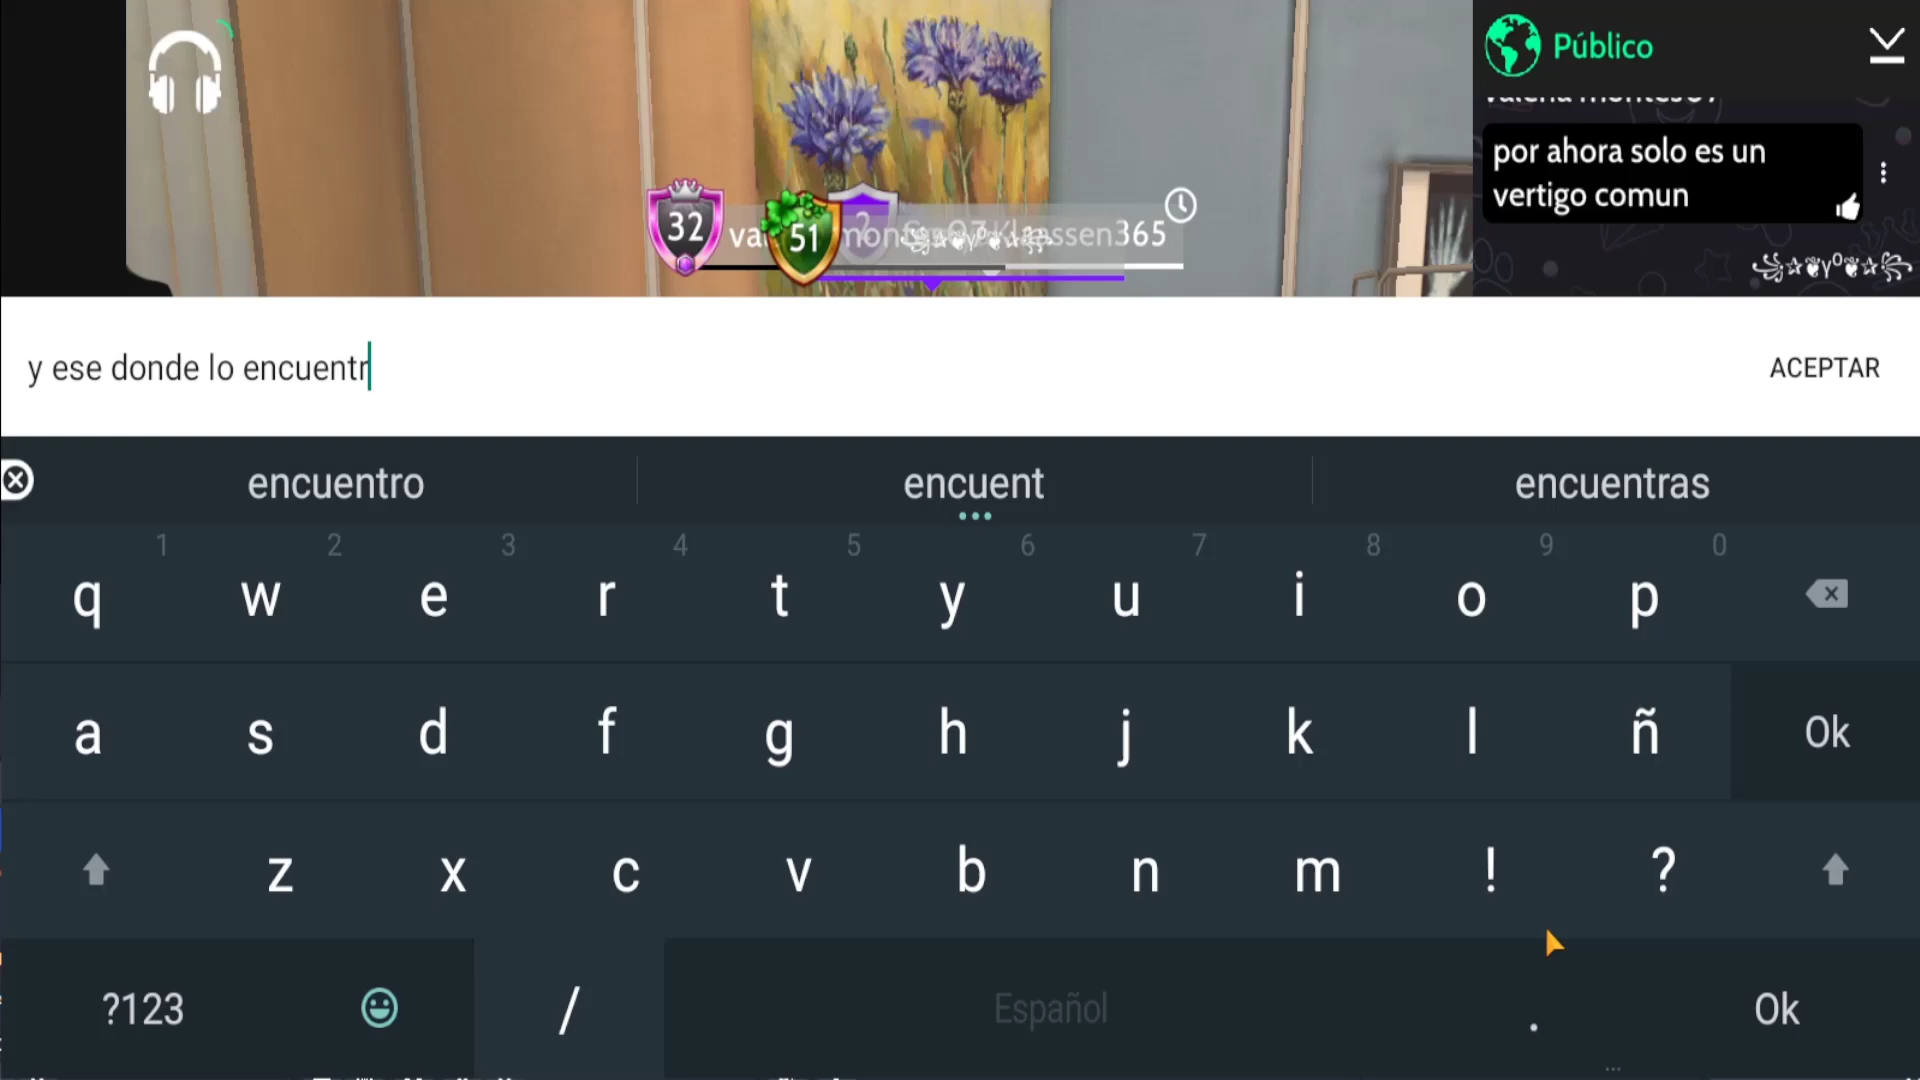 Público
por ahora solo es un
vertigo comun
32
51
2
y ese donde lo encuentr
ACEPTAR
encuentro
encuent
encuentras
1 2 3 4 5 6 7 8 9 0
q w e r t y u i o p
a s d f g h j k l ñ Ok
z x c v b n m ! ?
?123 / Español . Ok